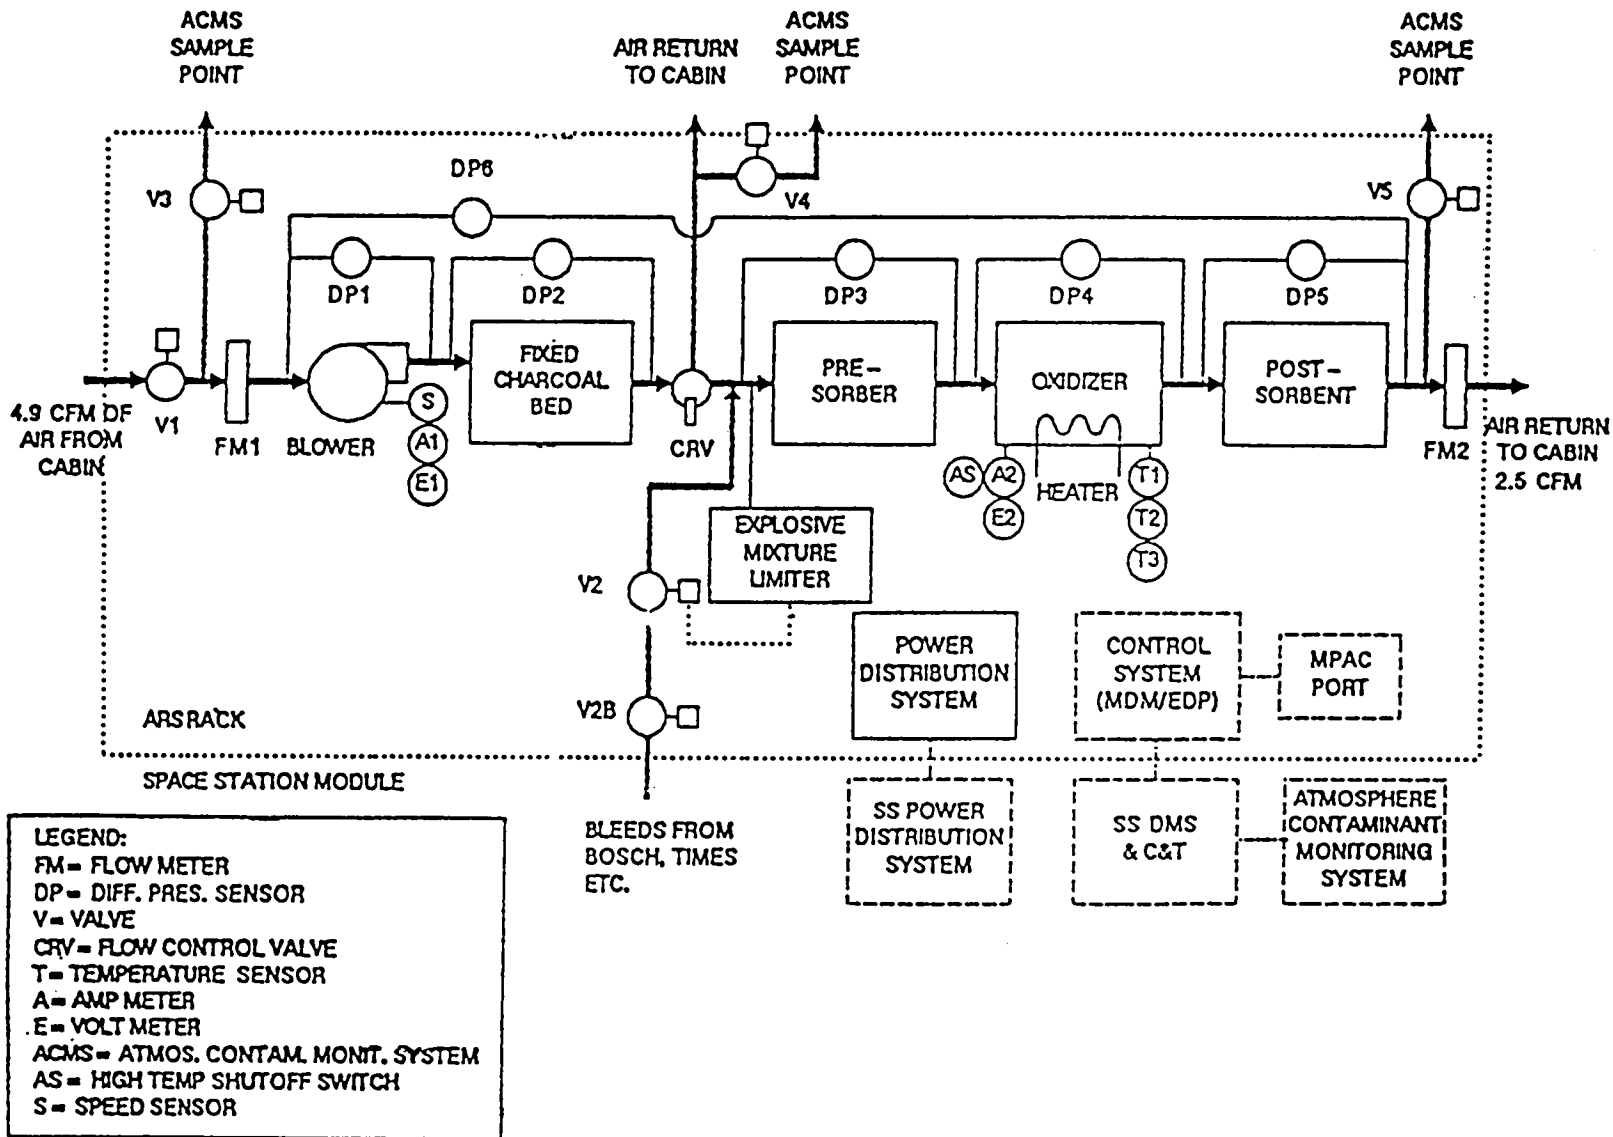 ACMS
SAMPLE
POINT
AIR RETURN
TO CABIN
ACMS
SAMPLE
POINT
ACMS
SAMPLE
POINT
V3
DP6
V4
V5
DP1
DP2
DP3
DP4
DP5
4.9 CFM OF
AIR FROM
CABIN
V1
FM1
BLOWER
S
A1
E1
FIXED
CHARCOAL
BED
CRV
PRE-
SORBER
OXIDIZER
HEATER
AS
A2
E2
T1
T2
T3
POST-
SORBENT
FM2
AIR RETURN
TO CABIN
2.5 CFM
EXPLOSIVE
MIXTURE
LIMITER
V2
V2B
POWER
DISTRIBUTION
SYSTEM
CONTROL
SYSTEM
(MDM/EDP)
MPAC
PORT
ARS RACK
SPACE STATION MODULE
BLEEDS FROM
BOSCH, TIMES
ETC.
SS POWER
DISTRIBUTION
SYSTEM
SS DMS
& C&T
ATMOSPHERE
CONTAMINANT
MONITORING
SYSTEM
LEGEND:
FM = FLOW METER
DP = DIFF. PRES. SENSOR
V = VALVE
CRV = FLOW CONTROL VALVE
T = TEMPERATURE SENSOR
A = AMP METER
E = VOLT METER
ACMS = ATMOS. CONTAM. MONIT. SYSTEM
AS = HIGH TEMP SHUTOFF SWITCH
S = SPEED SENSOR